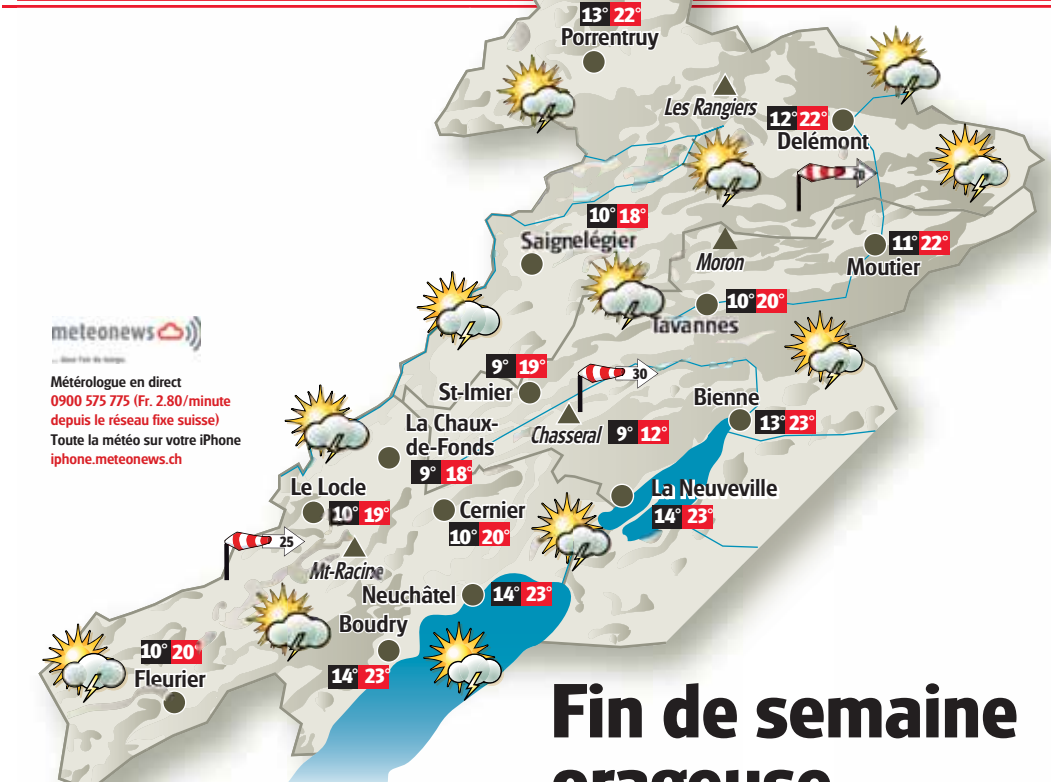 13° 22°
Porrentruy
Les Rangiers
12° 22°
Delémont
20
10° 18°
Saignelégier
Moron
11° 22°
Moutier
10° 20°
Tavannes
meteonews
Météorologue en direct
0900 575 775 (Fr. 2.80/minute
depuis le réseau fixe suisse)
Toute la météo sur votre iPhone
iphone.meteonews.ch
9° 19°
St-Imier
30
Chasseral 9° 12°
Bienne
13° 23°
La Chaux-
de-Fonds
9° 18°
Le Locle
10° 19°
Cernier
10° 20°
La Neuveville
14° 23°
25
Mt-Racine
Neuchâtel 14° 23°
Boudry
14° 23°
10° 20°
Fleurier
Fin de semaine
orageuse